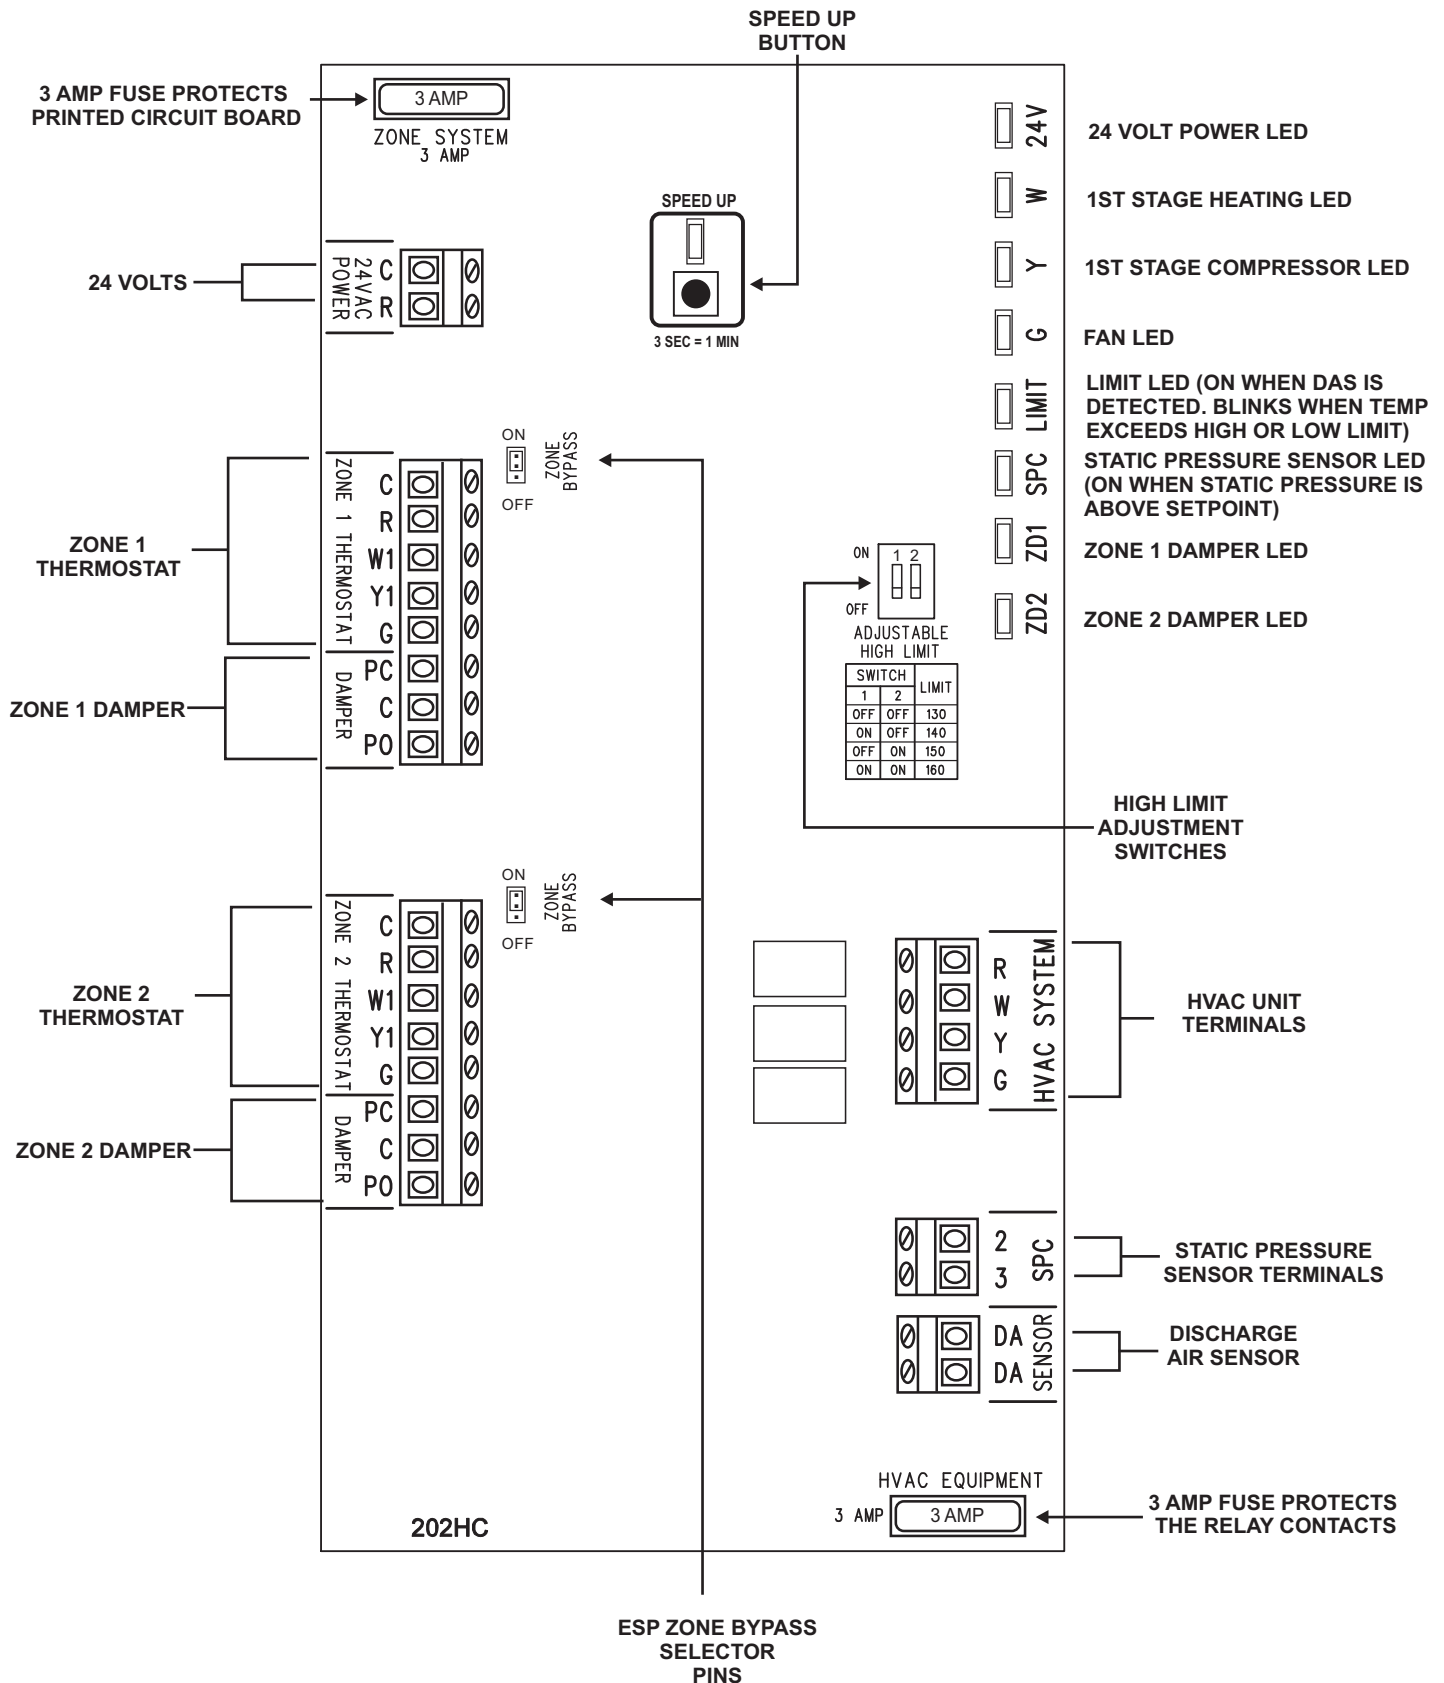 SPEED UP
BUTTON
3 AMP FUSE PROTECTS
PRINTED CIRCUIT BOARD
3 AMP
ZONE SYSTEM
3 AMP
24 VOLTS
24VAC
POWER
C
R
SPEED UP
3 SEC = 1 MIN
24V
24 VOLT POWER LED
W
1ST STAGE HEATING LED
Y
1ST STAGE COMPRESSOR LED
G
FAN LED
LIMIT
LIMIT LED (ON WHEN DAS IS
DETECTED. BLINKS WHEN TEMP
EXCEEDS HIGH OR LOW LIMIT)
SPC
STATIC PRESSURE SENSOR LED
(ON WHEN STATIC PRESSURE IS
ABOVE SETPOINT)
ZD1
ZONE 1 DAMPER LED
ZD2
ZONE 2 DAMPER LED
ZONE 1
THERMOSTAT
ZONE 1 THERMOSTAT
C
R
W1
Y1
G
ON
OFF
ZONE
BYPASS
ZONE 1 DAMPER
DAMPER
PC
C
PO
ON
1 2
OFF
ADJUSTABLE
HIGH LIMIT
SWITCH LIMIT
1 2
OFF OFF 130
ON OFF 140
OFF ON 150
ON ON 160
HIGH LIMIT
ADJUSTMENT
SWITCHES
ZONE 2
THERMOSTAT
ZONE 2 THERMOSTAT
C
R
W1
Y1
G
ON
OFF
ZONE
BYPASS
ZONE 2 DAMPER
DAMPER
PC
C
PO
R
W
Y
G
HVAC SYSTEM
HVAC UNIT
TERMINALS
2
3
SPC
STATIC PRESSURE
SENSOR TERMINALS
DA
DA
SENSOR
DISCHARGE
AIR SENSOR
HVAC EQUIPMENT
3 AMP
3 AMP
3 AMP FUSE PROTECTS
THE RELAY CONTACTS
202HC
ESP ZONE BYPASS
SELECTOR
PINS